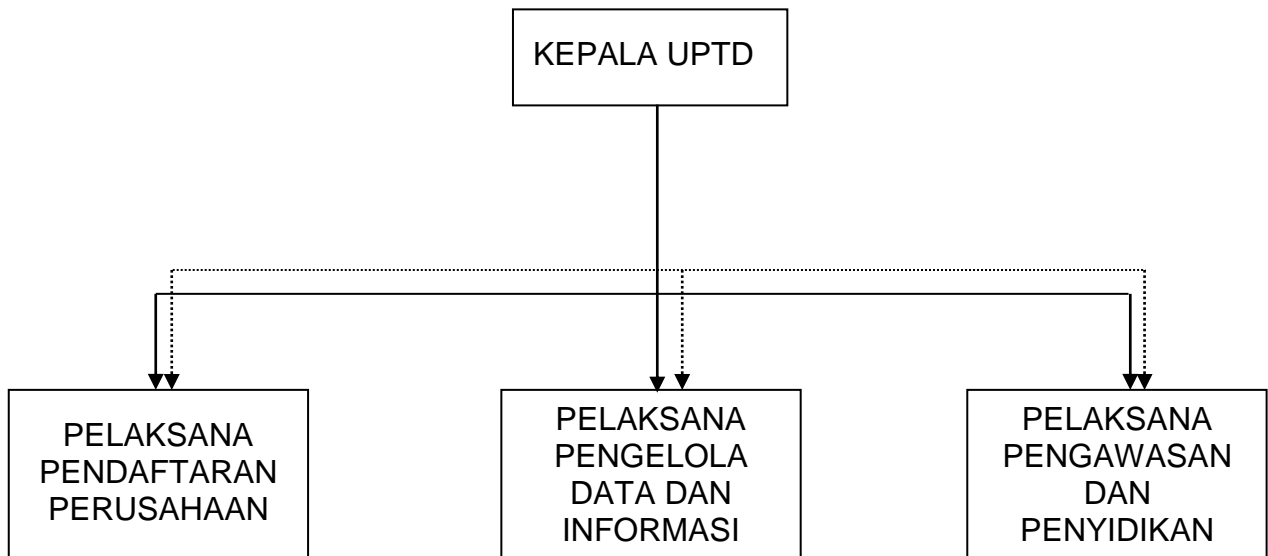 KEPALA UPTD
PELAKSANA
PENDAFTARAN
PERUSAHAAN
PELAKSANA
PENGELOLA
DATA DAN
INFORMASI
PELAKSANA
PENGAWASAN
DAN
PENYIDIKAN